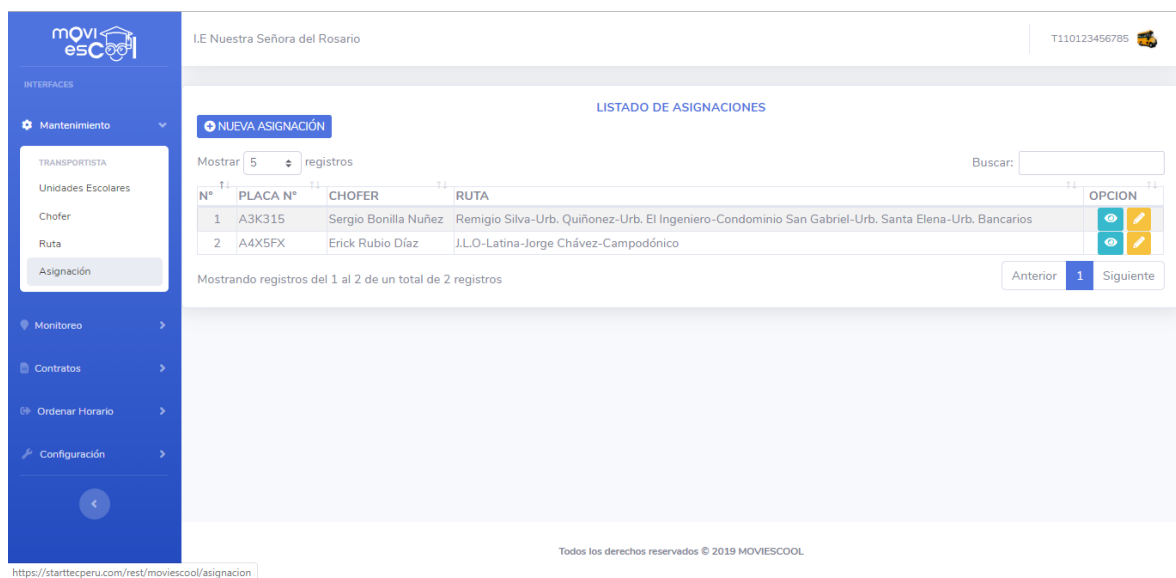 mOVI
esCOOl
I.E Nuestra Señora del Rosario
T110123456785
INTERFACES
Mantenimiento
TRANSPORTISTA
Unidades Escolares
Chofer
Ruta
Asignación
Monitoreo
Contratos
Ordenar Horario
Configuración
LISTADO DE ASIGNACIONES
NUEVA ASIGNACIÓN
Mostrar 5 registros
Buscar:
N° PLACA N° CHOFER RUTA OPCION
1 A3K315 Sergio Bonilla Nuñez Remigio Silva-Urb. Quiñonez-Urb. El Ingeniero-Condominio San Gabriel-Urb. Santa Elena-Urb. Bancarios
2 A4X5FX Erick Rubio Díaz J.L.O-Latina-Jorge Chávez-Campodónico
Mostrando registros del 1 al 2 de un total de 2 registros
Anterior 1 Siguiente
Todos los derechos reservados © 2019 MOVIESCOOL
https://starttecperu.com/rest/moviescool/asignacion